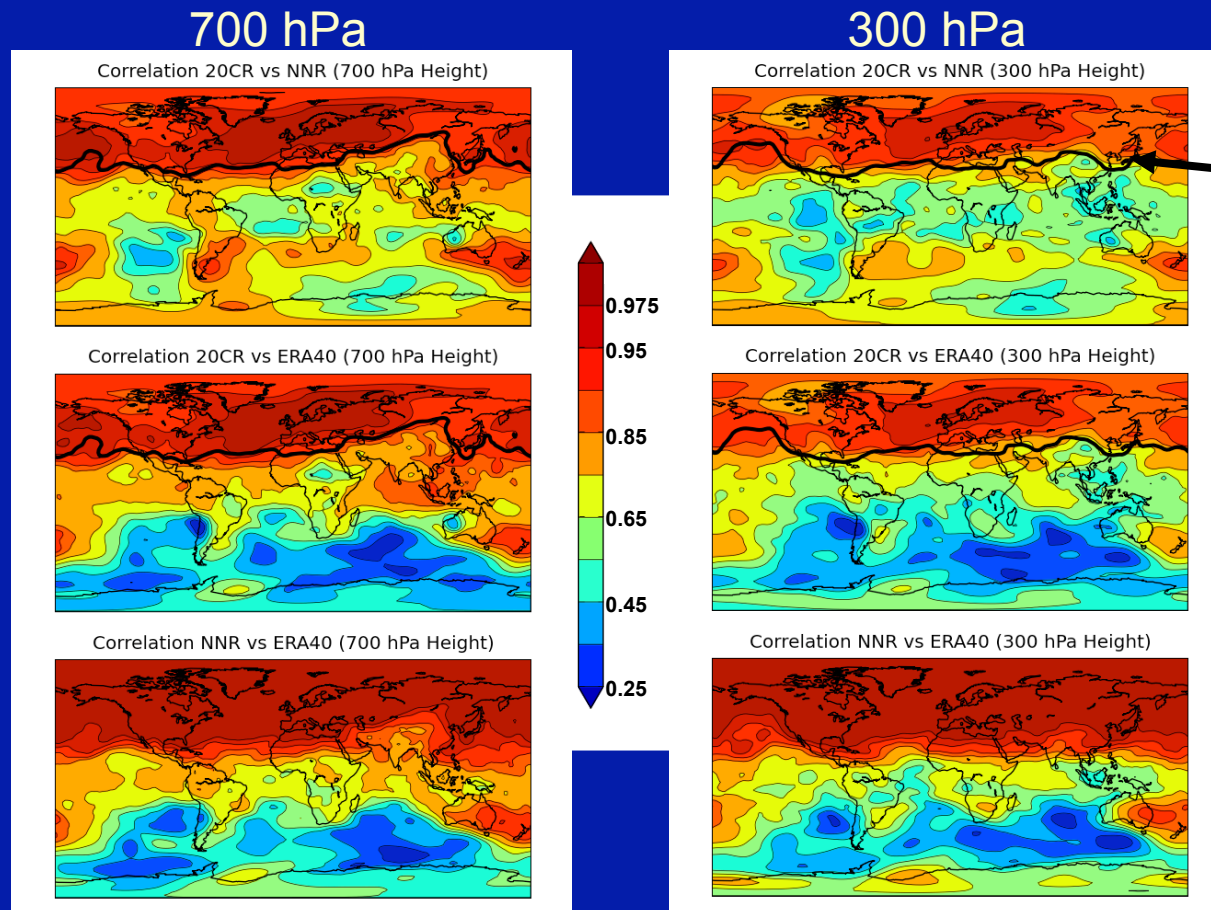 700 hPa
300 hPa
Correlation 20CR vs NNR (700 hPa Height)
Correlation 20CR vs NNR (300 hPa Height)
0.975
0.95
0.85
0.65
0.45
0.25
Correlation 20CR vs ERA40 (700 hPa Height)
Correlation 20CR vs ERA40 (300 hPa Height)
Correlation NNR vs ERA40 (700 hPa Height)
Correlation NNR vs ERA40 (300 hPa Height)